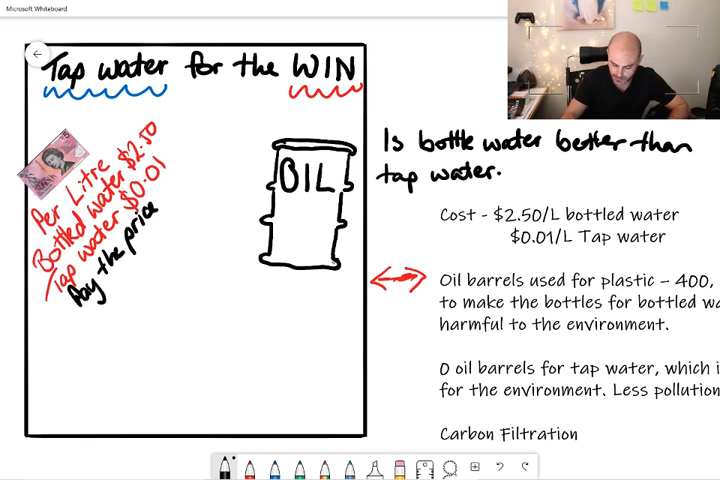 Microsoft Whiteboard
Tap water for the WIN
Per Litre
Bottled water $2.50
Tap water $0.01
Pay the price
OIL
Is bottle water better than
tap water.
Cost - $2.50/L bottled water
$0.01/L Tap water
Oil barrels used for plastic – 400,
to make the bottles for bottled wa
harmful to the environment.
0 oil barrels for tap water, which i
for the environment. Less pollution
Carbon Filtration